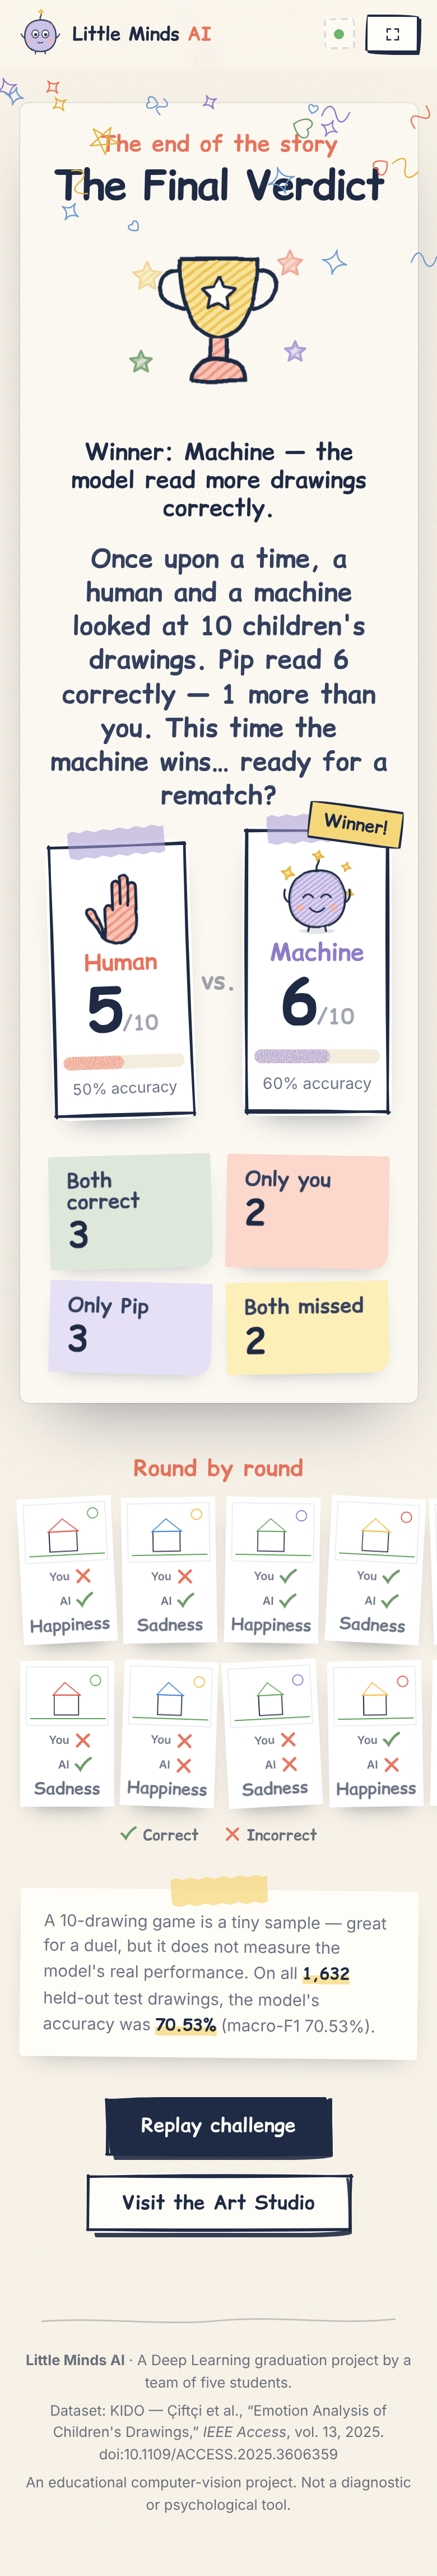 Little Minds AI
The end of the story
The Final Verdict
Winner: Machine — the
model read more drawings
correctly.
Once upon a time, a
human and a machine
looked at 10 children's
drawings. Pip read 6
correctly — 1 more than
you. This time the
machine wins... ready for a
rematch?
Human
5/10
50% accuracy
vs.
Winner!
Machine
6/10
60% accuracy
Both
correct
3
Only you
2
Only Pip
3
Both missed
2
Round by round
You
AI
Happiness
You
AI
Sadness
You
AI
Happiness
You
AI
Sadness
You
AI
Sadness
You
AI
Happiness
You
AI
Sadness
You
AI
Happiness
Correct Incorrect
A 10-drawing game is a tiny sample — great
for a duel, but it does not measure the
model's real performance. On all 1,632
held-out test drawings, the model's
accuracy was 70.53% (macro-F1 70.53%).
Replay challenge
Visit the Art Studio
Little Minds AI · A Deep Learning graduation project by a
team of five students.
Dataset: KIDO — Çiftçi et al., “Emotion Analysis of
Children's Drawings,” IEEE Access, vol. 13, 2025.
doi:10.1109/ACCESS.2025.3606359
An educational computer-vision project. Not a diagnostic
or psychological tool.